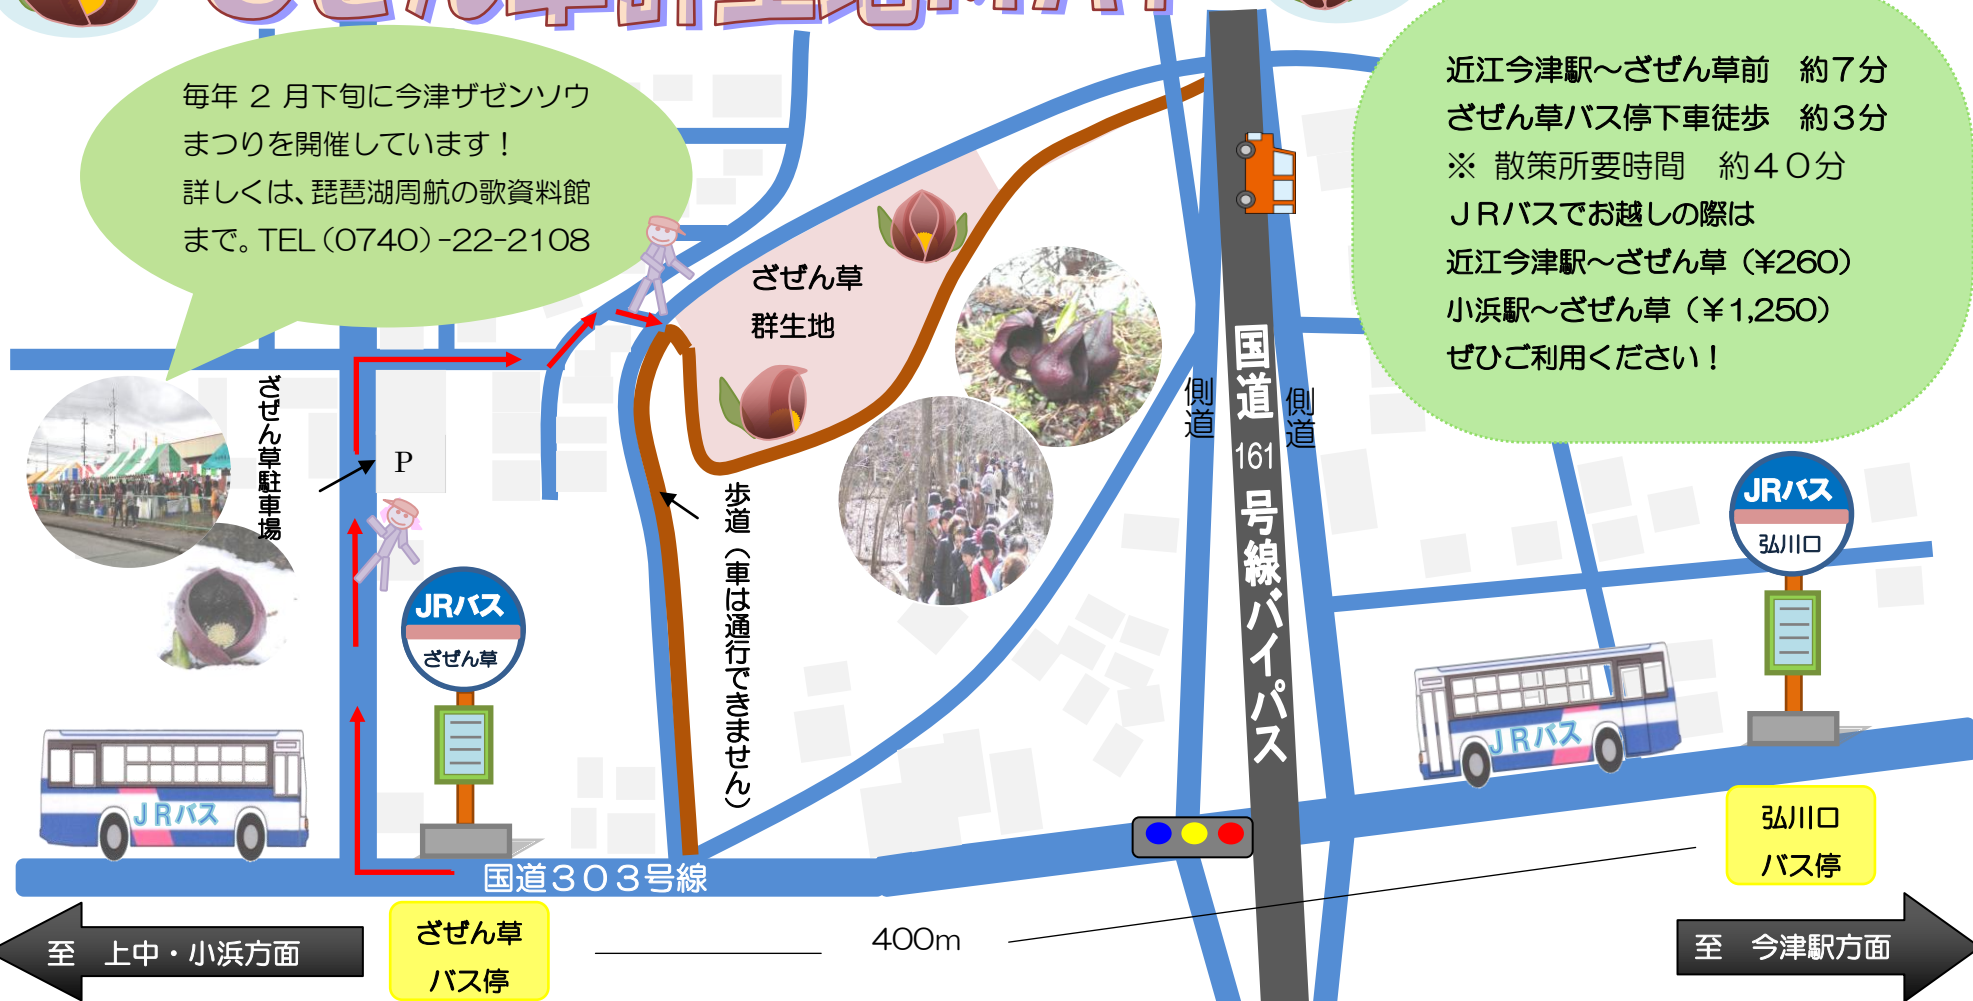 毎年 2 月下旬に今津ザゼンソウ
まつりを開催しています！
詳しくは、琵琶湖周航の歌資料館
まで。TEL(0740)-22-2108
近江今津駅～ざぜん草前 約7分
ざぜん草バス停下車徒歩 約3分
※ 散策所要時間 約40分
JRバスでお越しの際は
近江今津駅～ざぜん草（¥260）
小浜駅～ざぜん草（¥1,250）
ぜひご利用ください！
ざぜん草
群生地
ざぜん草駐車場
P
歩道（車は通行できません）
側道
国道161号線バイパス
側道
JRバス
ざぜん草
JRバス
弘川口
JRバス
JRバス
国道303号線
弘川口
バス停
ざぜん草
バス停
400m
至 上中・小浜方面
至 今津駅方面